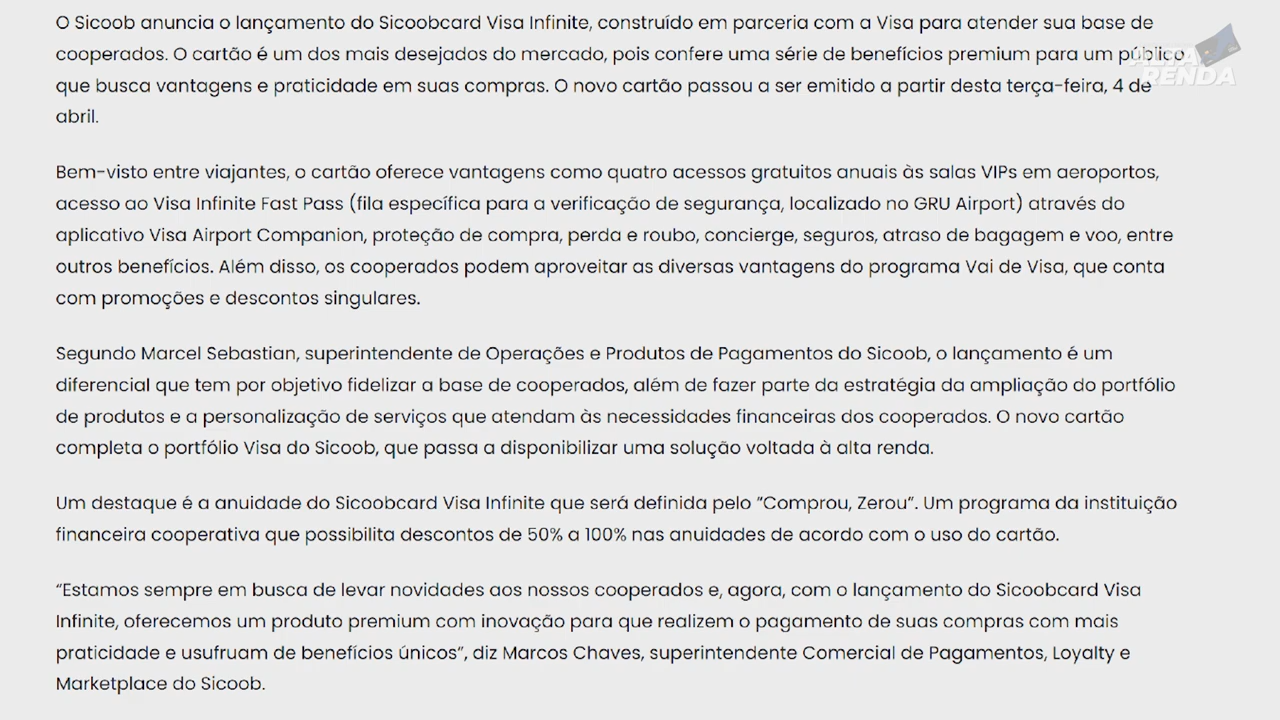 O Sicoob anuncia o lançamento do Sicoobcard Visa Infinite, construído em parceria com a Visa para atender sua base de
cooperados. O cartão é um dos mais desejados do mercado, pois confere uma série de benefícios premium para um público
que busca vantagens e praticidade em suas compras. O novo cartão passou a ser emitido a partir desta terça-feira, 4 de
abril.
ALTA
RENDA
Bem-visto entre viajantes, o cartão oferece vantagens como quatro acessos gratuitos anuais às salas VIPs em aeroportos,
acesso ao Visa Infinite Fast Pass (fila específica para a verificação de segurança, localizado no GRU Airport) através do
aplicativo Visa Airport Companion, proteção de compra, perda e roubo, concierge, seguros, atraso de bagagem e voo, entre
outros benefícios. Além disso, os cooperados podem aproveitar as diversas vantagens do programa Vai de Visa, que conta
com promoções e descontos singulares.
Segundo Marcel Sebastian, superintendente de Operações e Produtos de Pagamentos do Sicoob, o lançamento é um
diferencial que tem por objetivo fidelizar a base de cooperados, além de fazer parte da estratégia da ampliação do portfólio
de produtos e a personalização de serviços que atendam às necessidades financeiras dos cooperados. O novo cartão
completa o portfólio Visa do Sicoob, que passa a disponibilizar uma solução voltada à alta renda.
Um destaque é a anuidade do Sicoobcard Visa Infinite que será definida pelo “Comprou, Zerou”. Um programa da instituição
financeira cooperativa que possibilita descontos de 50% a 100% nas anuidades de acordo com o uso do cartão.
“Estamos sempre em busca de levar novidades aos nossos cooperados e, agora, com o lançamento do Sicoobcard Visa
Infinite, oferecemos um produto premium com inovação para que realizem o pagamento de suas compras com mais
praticidade e usufruam de benefícios únicos”, diz Marcos Chaves, superintendente Comercial de Pagamentos, Loyalty e
Marketplace do Sicoob.